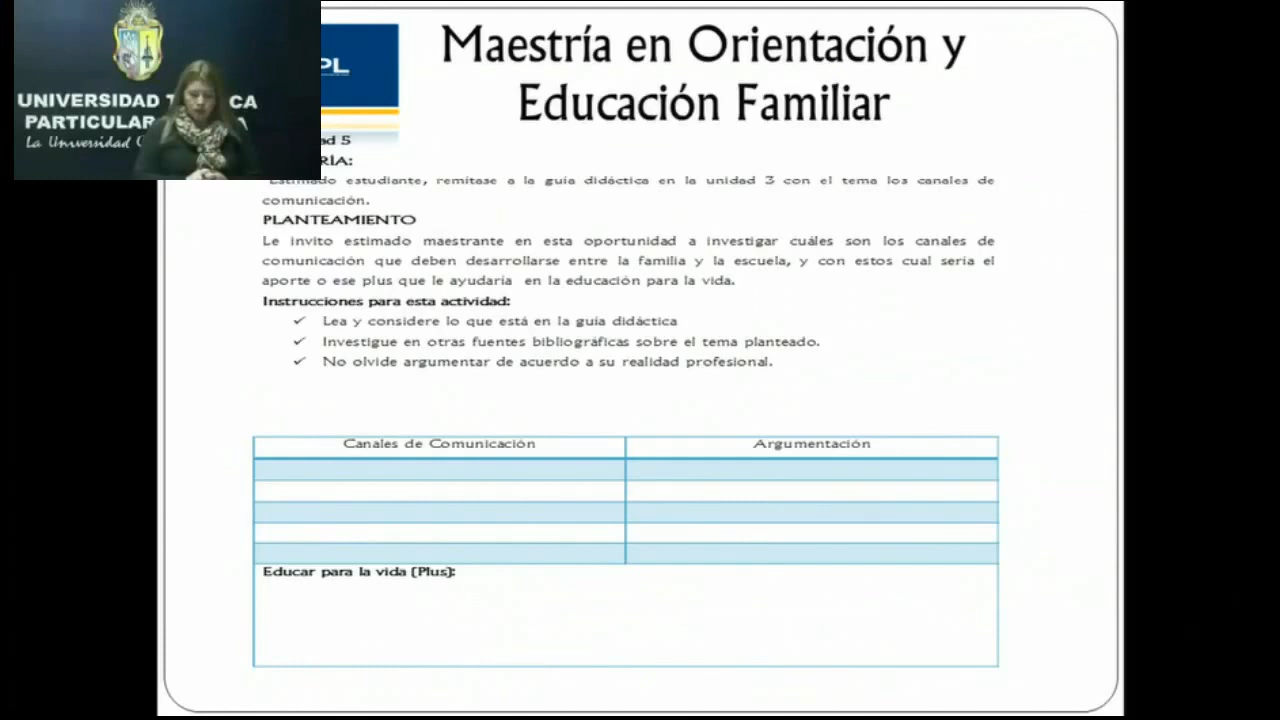 UNIVERSIDAD T CA
PARTICULAR A
La Universidad C
PL
Maestría en Orientación y
Educación Familiar
ad 5
RÍA:
Estimado estudiante, remítase a la guía didáctica en la unidad 3 con el tema los canales de
comunicación.
PLANTEAMIENTO
Le invito estimado maestrante en esta oportunidad a investigar cuáles son los canales de
comunicación que deben desarrollarse entre la familia y la escuela, y con estos cual sería el
aporte o ese plus que le ayudaría en la educación para la vida.
Instrucciones para esta actividad:
✓ Lea y considere lo que está en la guía didáctica
✓ Investigue en otras fuentes bibliográficas sobre el tema planteado.
✓ No olvide argumentar de acuerdo a su realidad profesional.
Canales de Comunicación Argumentación
Educar para la vida (Plus):